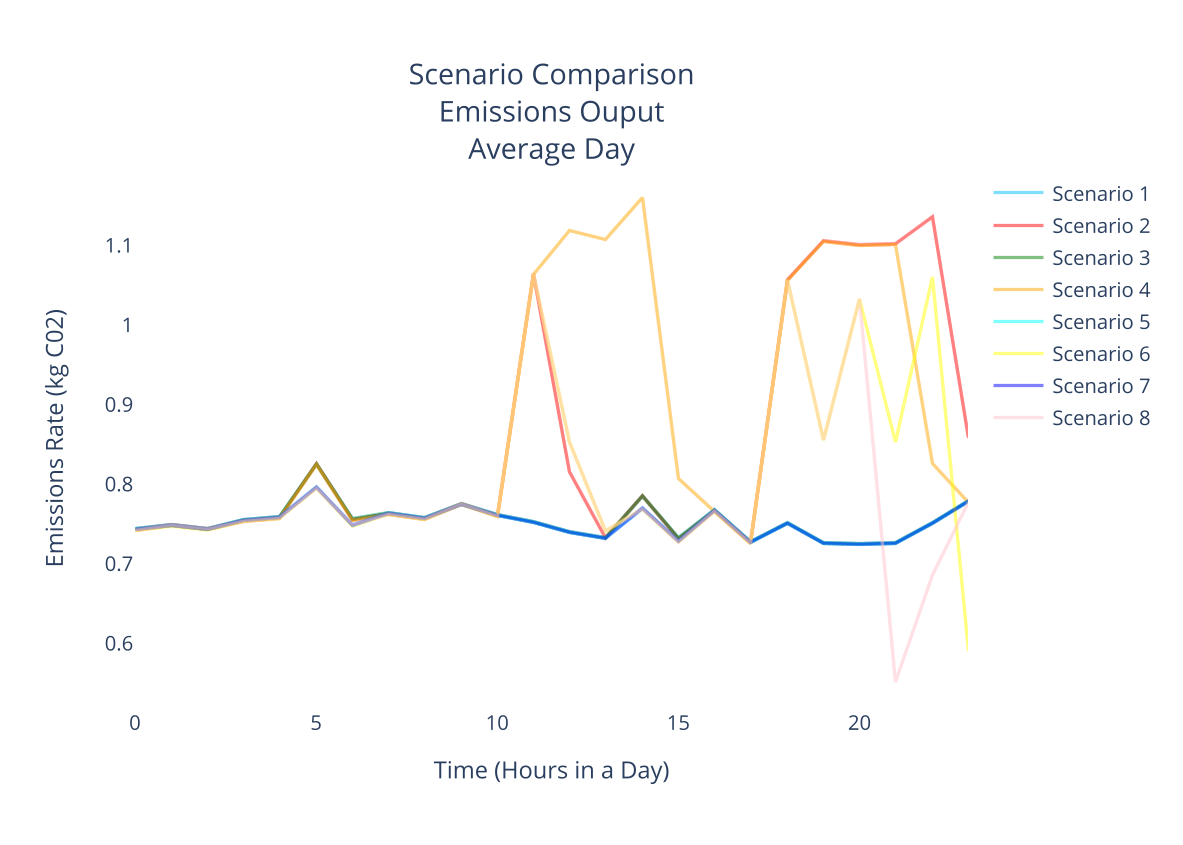 Scenario Comparison
Emissions Ouput
Average Day
Scenario 1
Scenario 2
Scenario 3
Scenario 4
Scenario 5
Scenario 6
Scenario 7
Scenario 8
Emissions Rate (kg C02)
1.1
1
0.9
0.8
0.7
0.6
0
5
10
15
20
Time (Hours in a Day)